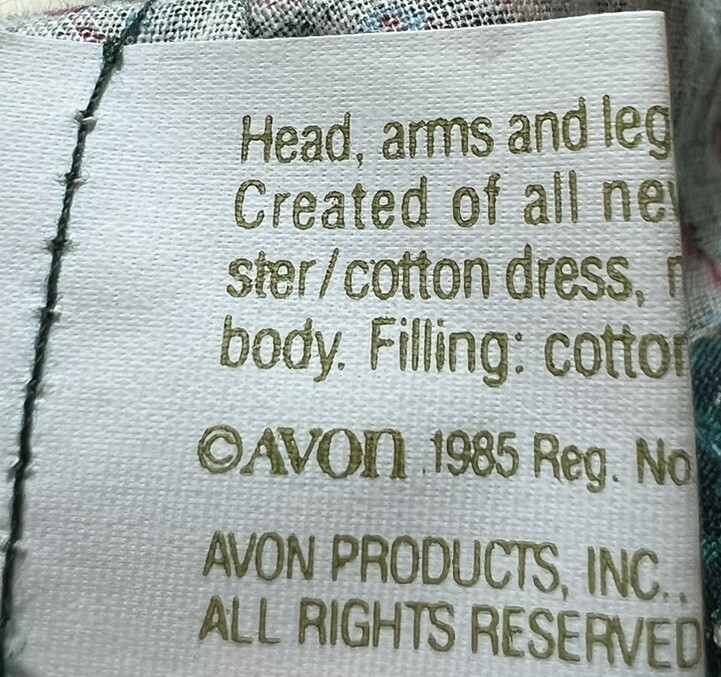 Head, arms and leg
Created of all ne
ster/cotton dress,
body. Filling: cotto
©AVON 1985 Reg. No
AVON PRODUCTS, INC.
ALL RIGHTS RESERVED